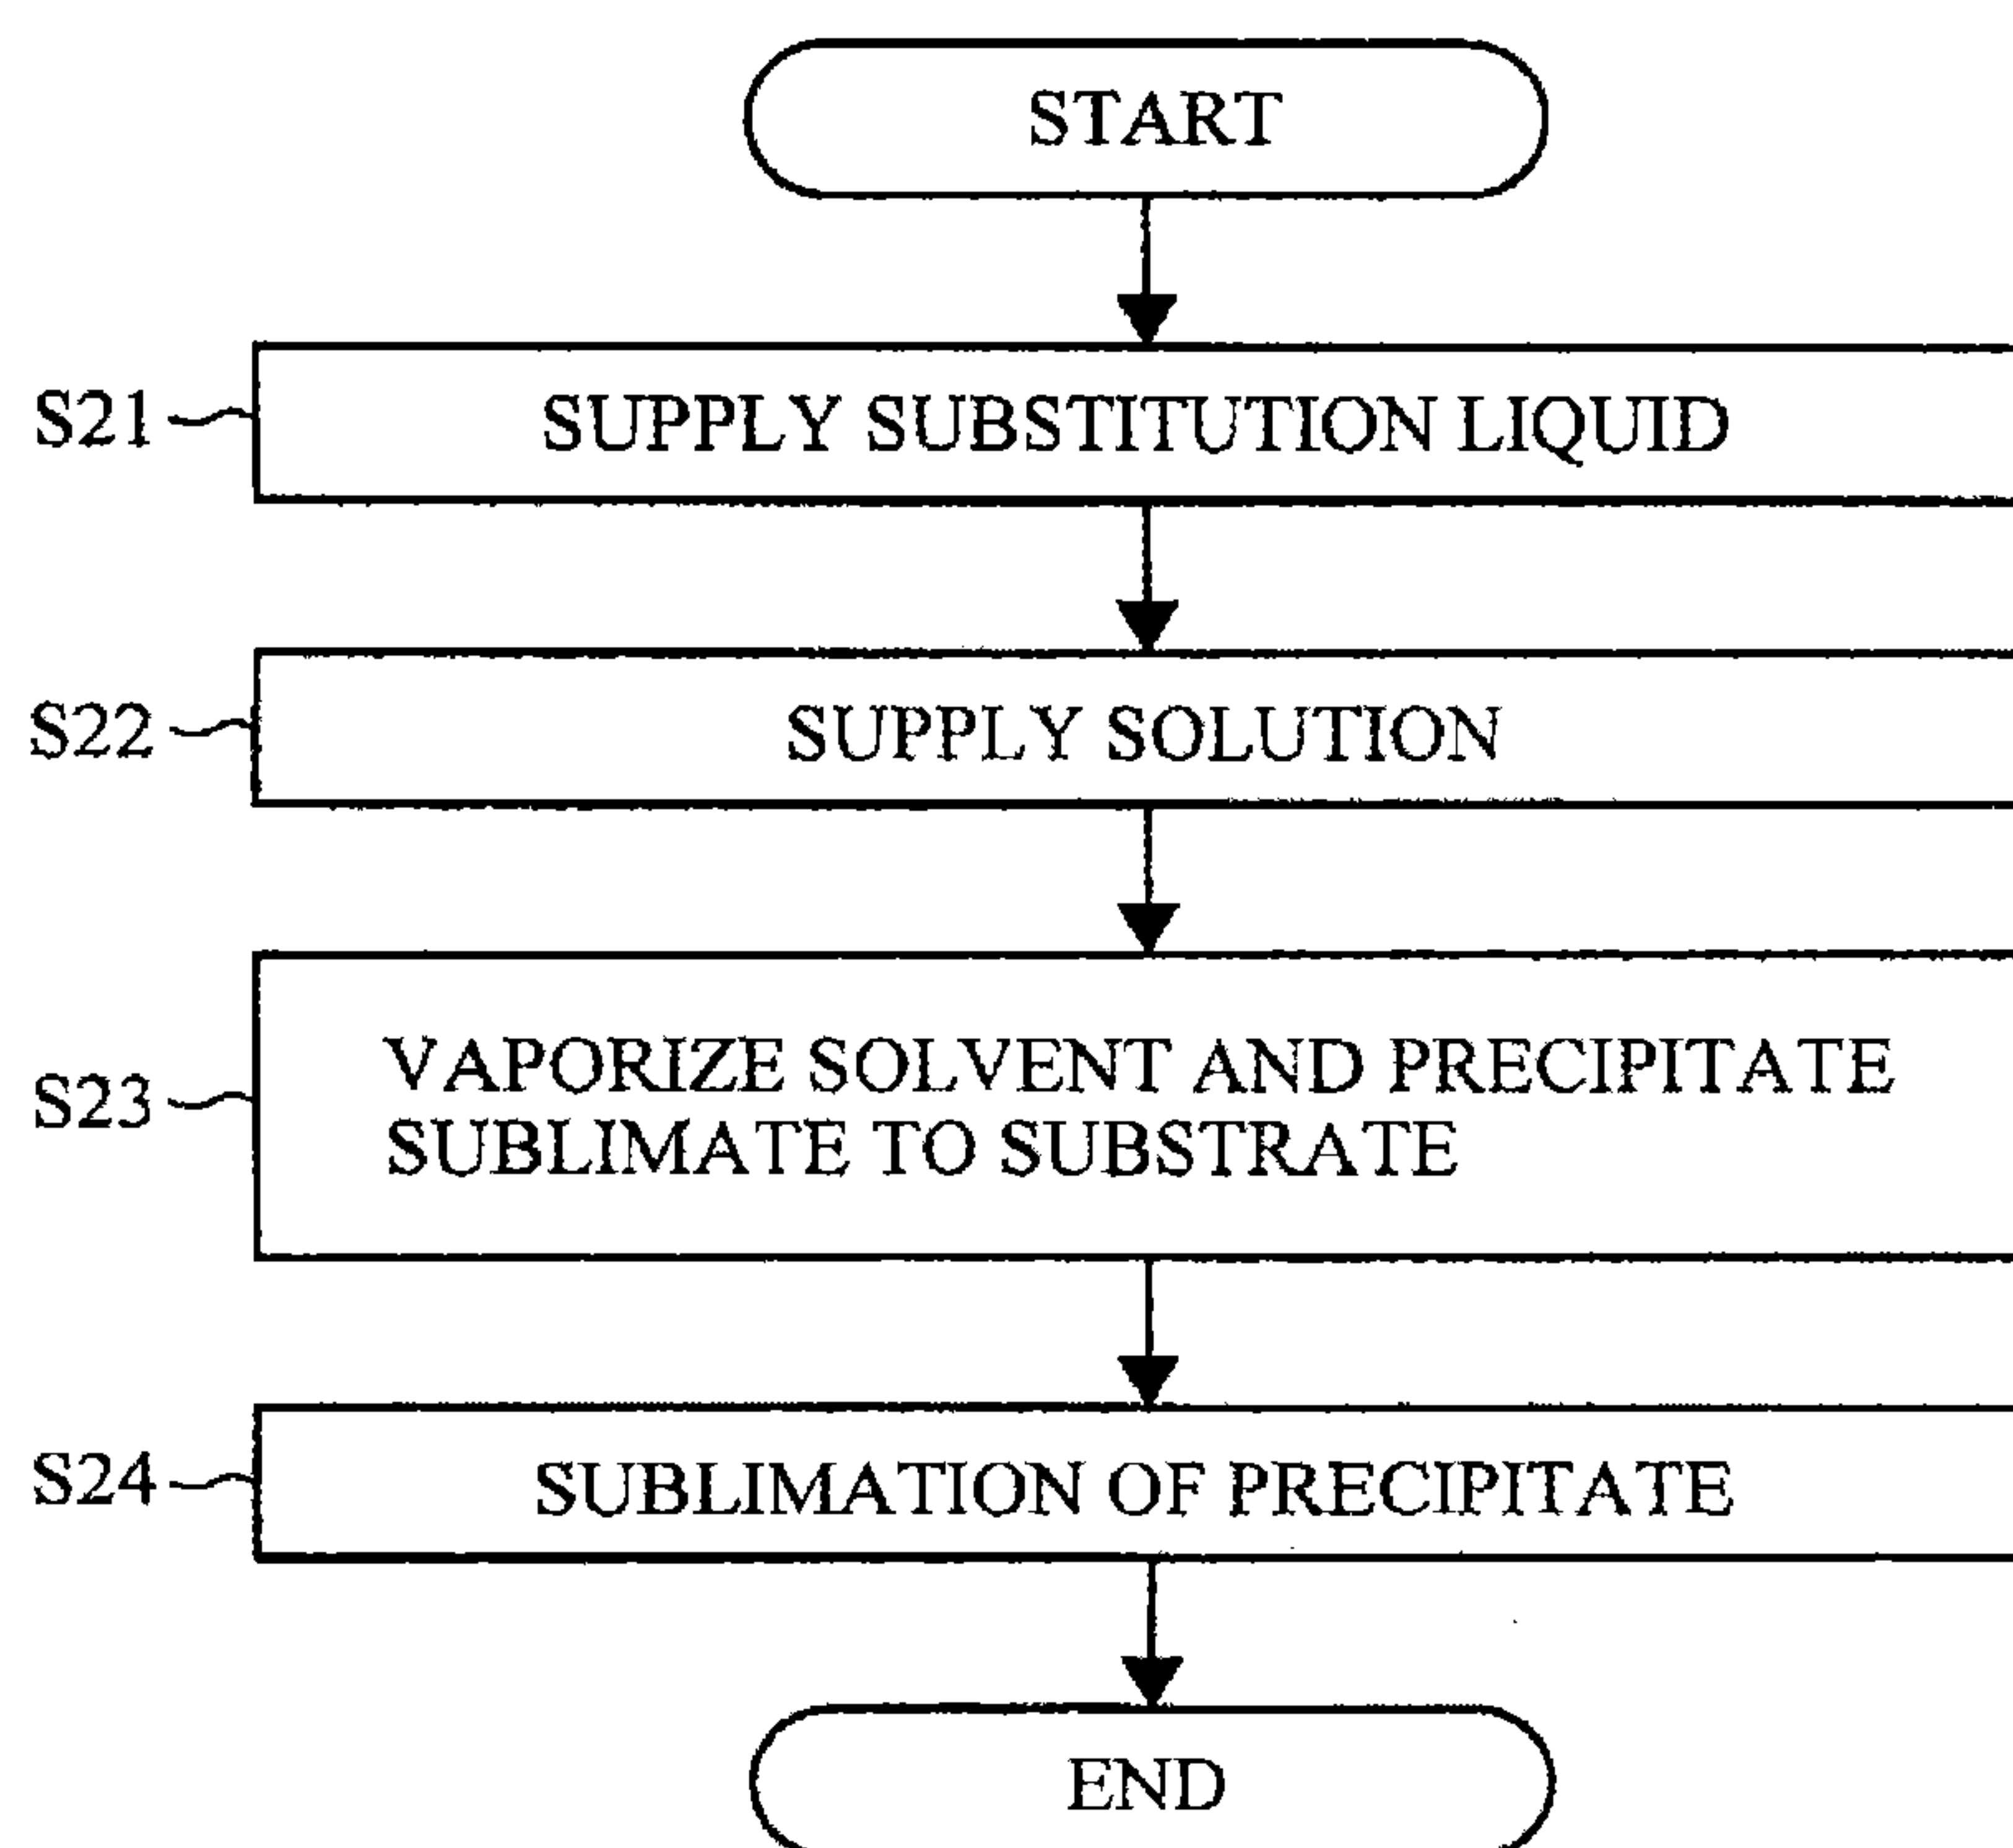 START
S21 SUPPLY SUBSTITUTION LIQUID
S22 SUPPLY SOLUTION
S23 VAPORIZE SOLVENT AND PRECIPITATE
SUBLIMATE TO SUBSTRATE
S24 SUBLIMATION OF PRECIPITATE
END